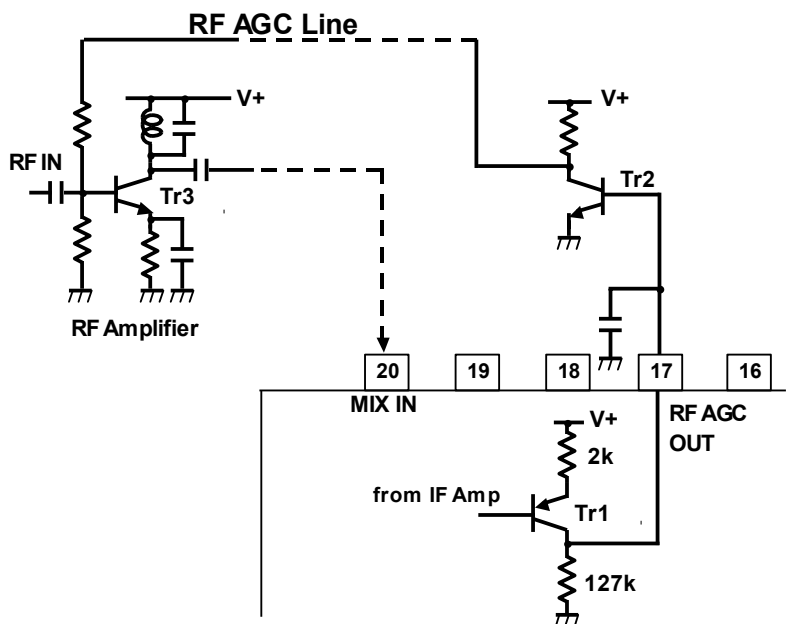 RF AGC Line
V+
V+
RF IN
Tr3
Tr2
RF Amplifier
20
19
18
17
16
MIX IN
RF AGC
OUT
V+
2k
from IF Amp
Tr1
127k